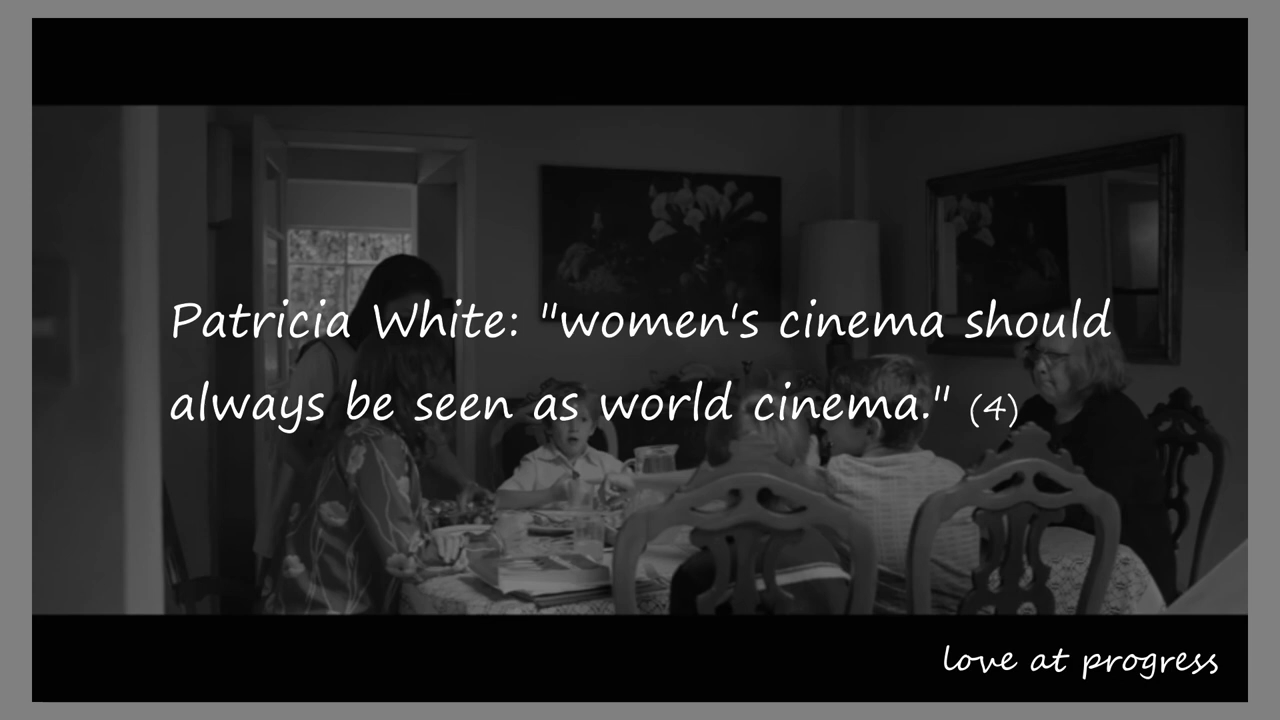 Patricia White: "women's cinema should
always be seen as world cinema." (4)
love at progress